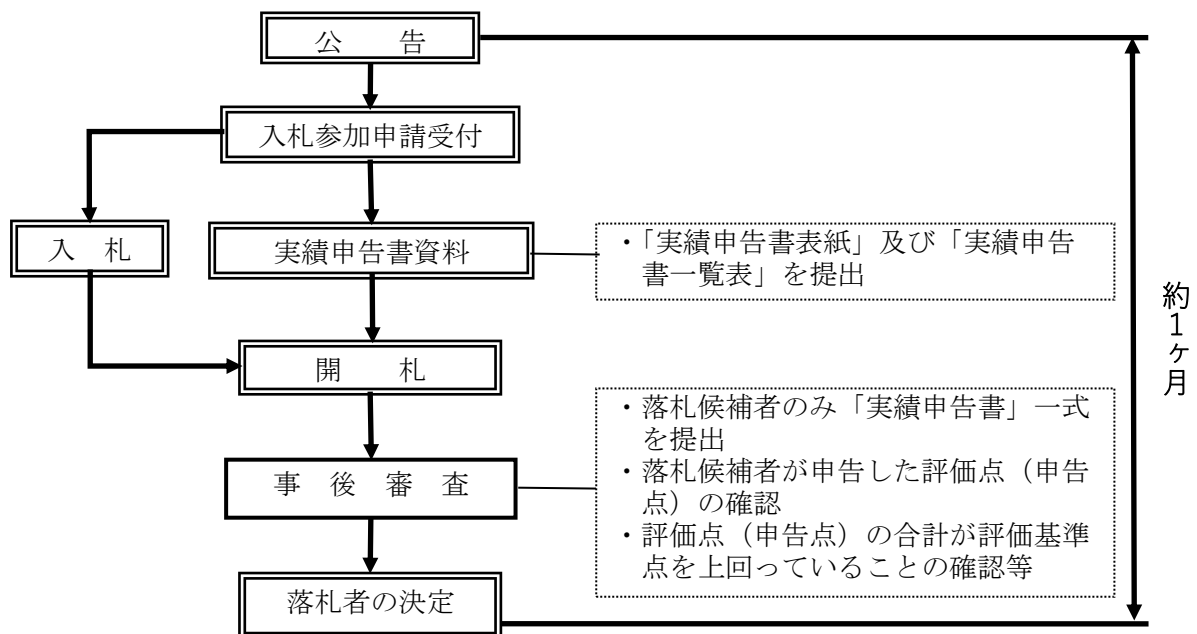 公　　告
入札参加申請受付
入　札
実績申告書資料
・「実績申告書表紙」及び「実績申告
書一覧表」を提出
開　　札
・落札候補者のみ「実績申告書」一式
を提出
・落札候補者が申告した評価点（申告
点）の確認
・評価点（申告点）の合計が評価基準
点を上回っていることの確認等
事　後　審　査
落札者の決定
約１ヶ月